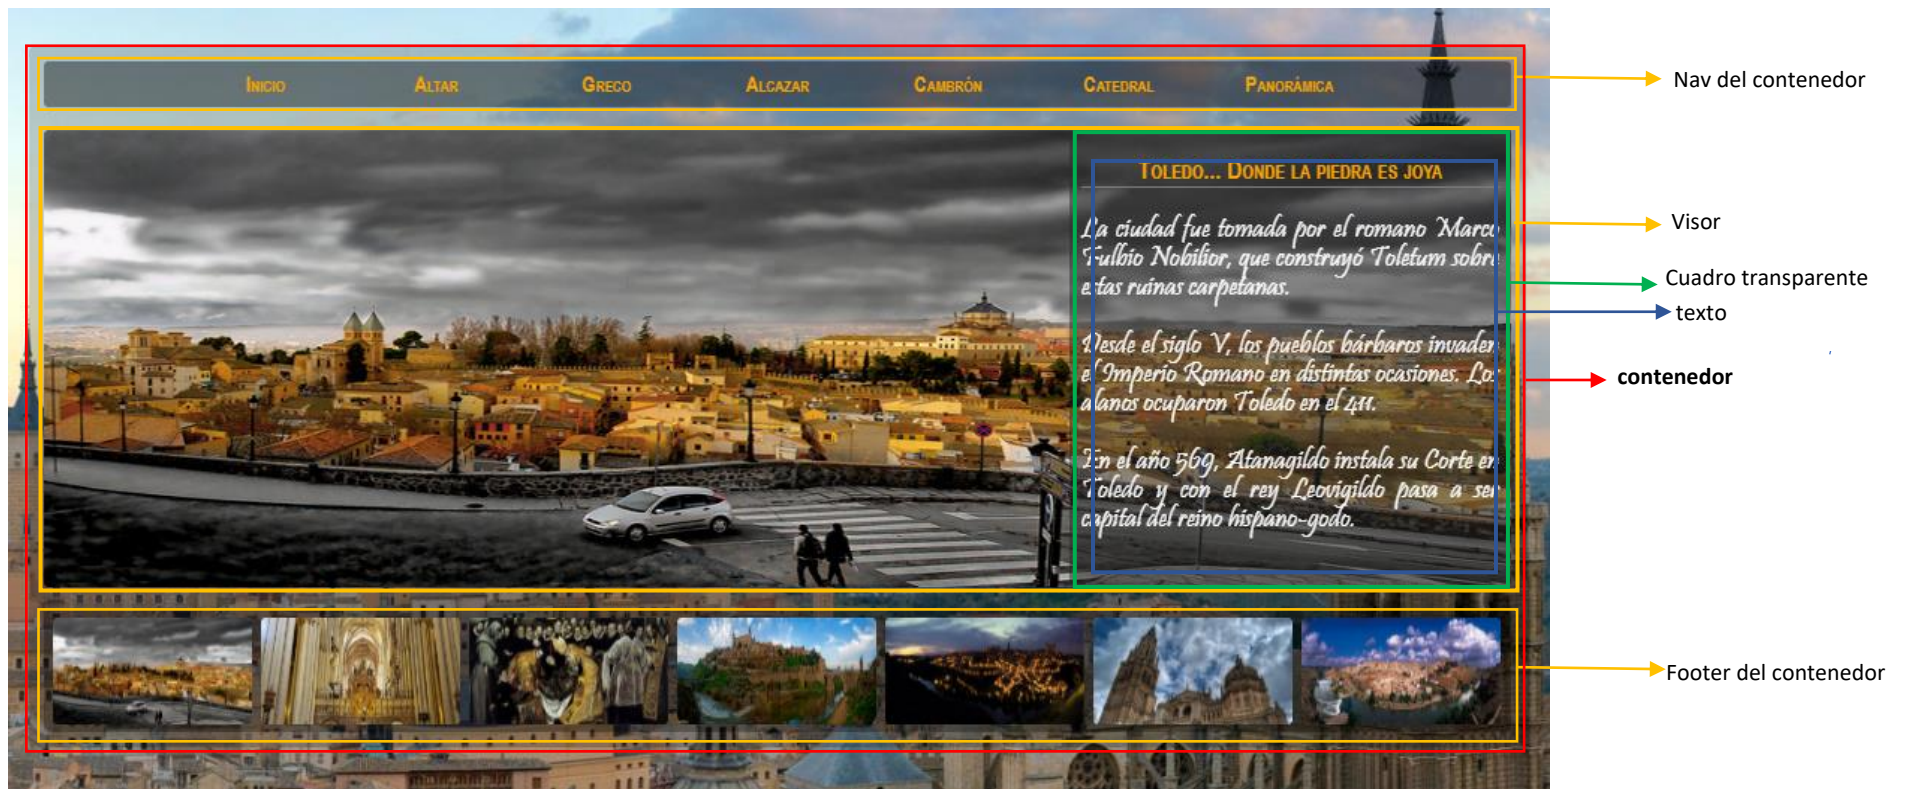 Inicio Altar Greco Alcazar Cambrón Catedral Panorámica
Nav del contenedor
Toledo... Donde la piedra es joya
La ciudad fue tomada por el romano Marco
Fulbio Nobilior, que construyó Toletum sobre
estas ruinas carpetanas.
Desde el siglo V, los pueblos bárbaros invaden
el Imperio Romano en distintas ocasiones. Los
alanos ocuparon Toledo en el 411.
En el año 569, Atanagildo instala su Corte en
Toledo y con el rey Leovigildo pasa a ser
capital del reino hispano-godo.
Visor
Cuadro transparente
texto
contenedor
Footer del contenedor